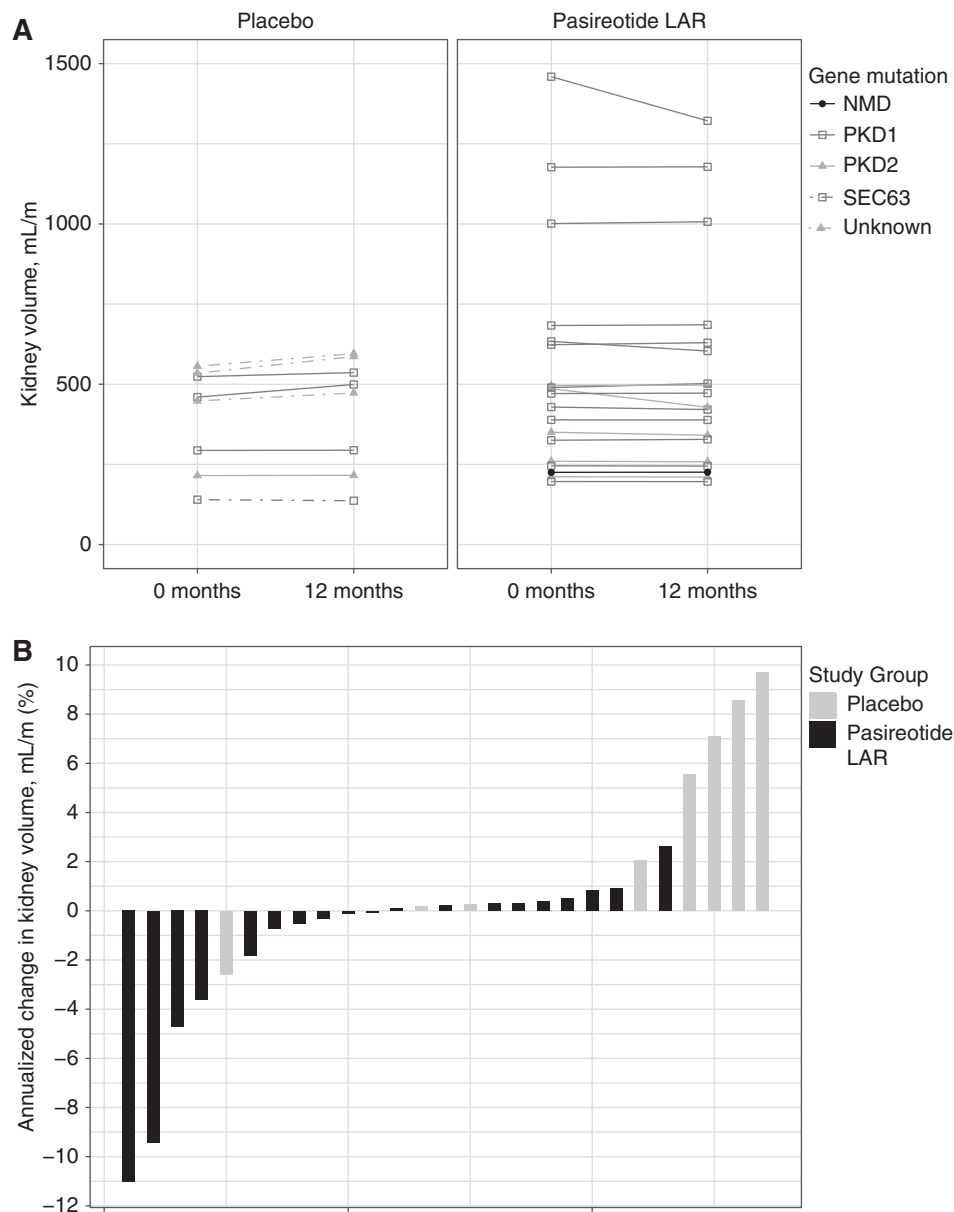 A
Placebo
Pasireotide LAR
Kidney volume, mL/m
1500
1000
500
0
0 months
12 months
0 months
12 months
Gene mutation
NMD
PKD1
PKD2
SEC63
Unknown
B
Annualized change in kidney volume, mL/m (%)
10
8
6
4
2
0
−2
−4
−6
−8
−10
−12
Study Group
Placebo
Pasireotide
LAR